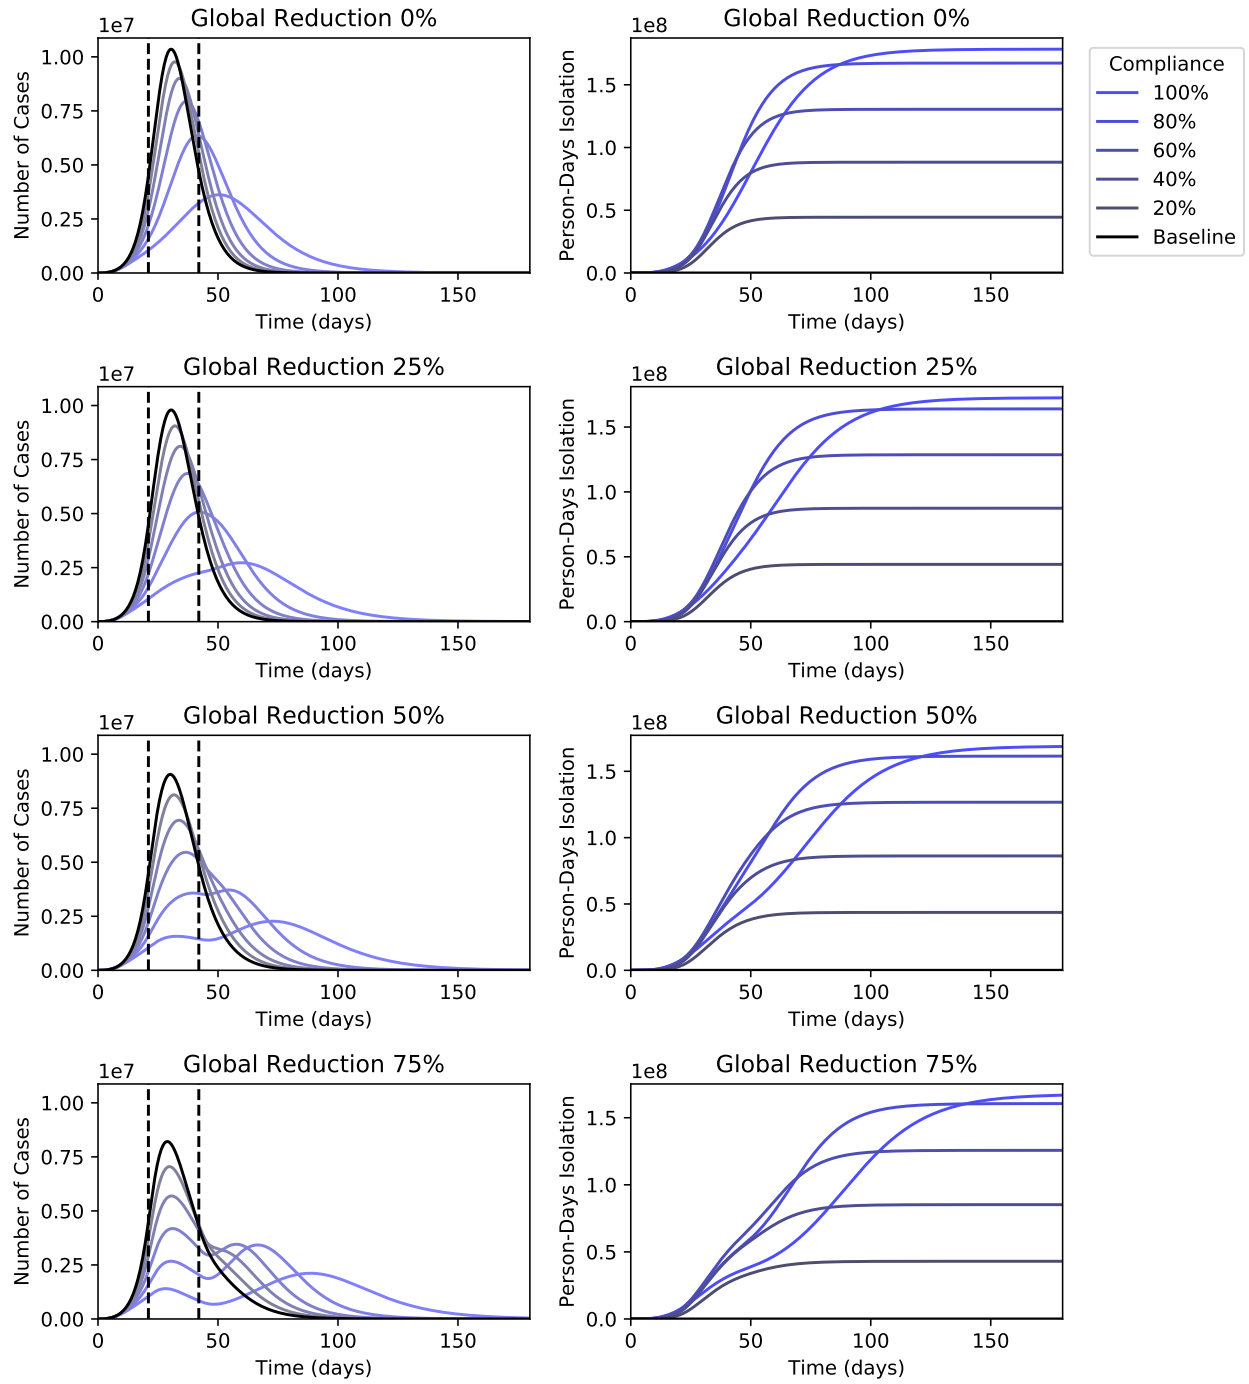 Global Reduction 0%
1e7
Number of Cases
1.00
0.75
0.50
0.25
0.00
0 50 100 150
Time (days)
Global Reduction 0%
1e8
Person-Days Isolation
1.5
1.0
0.5
0.0
0 50 100 150
Time (days)
Compliance
100%
80%
60%
40%
20%
Baseline
Global Reduction 25%
1e7
Number of Cases
1.00
0.75
0.50
0.25
0.00
0 50 100 150
Time (days)
Global Reduction 25%
1e8
Person-Days Isolation
1.5
1.0
0.5
0.0
0 50 100 150
Time (days)
Global Reduction 50%
1e7
Number of Cases
1.00
0.75
0.50
0.25
0.00
0 50 100 150
Time (days)
Global Reduction 50%
1e8
Person-Days Isolation
1.5
1.0
0.5
0.0
0 50 100 150
Time (days)
Global Reduction 75%
1e7
Number of Cases
1.00
0.75
0.50
0.25
0.00
0 50 100 150
Time (days)
Global Reduction 75%
1e8
Person-Days Isolation
1.5
1.0
0.5
0.0
0 50 100 150
Time (days)